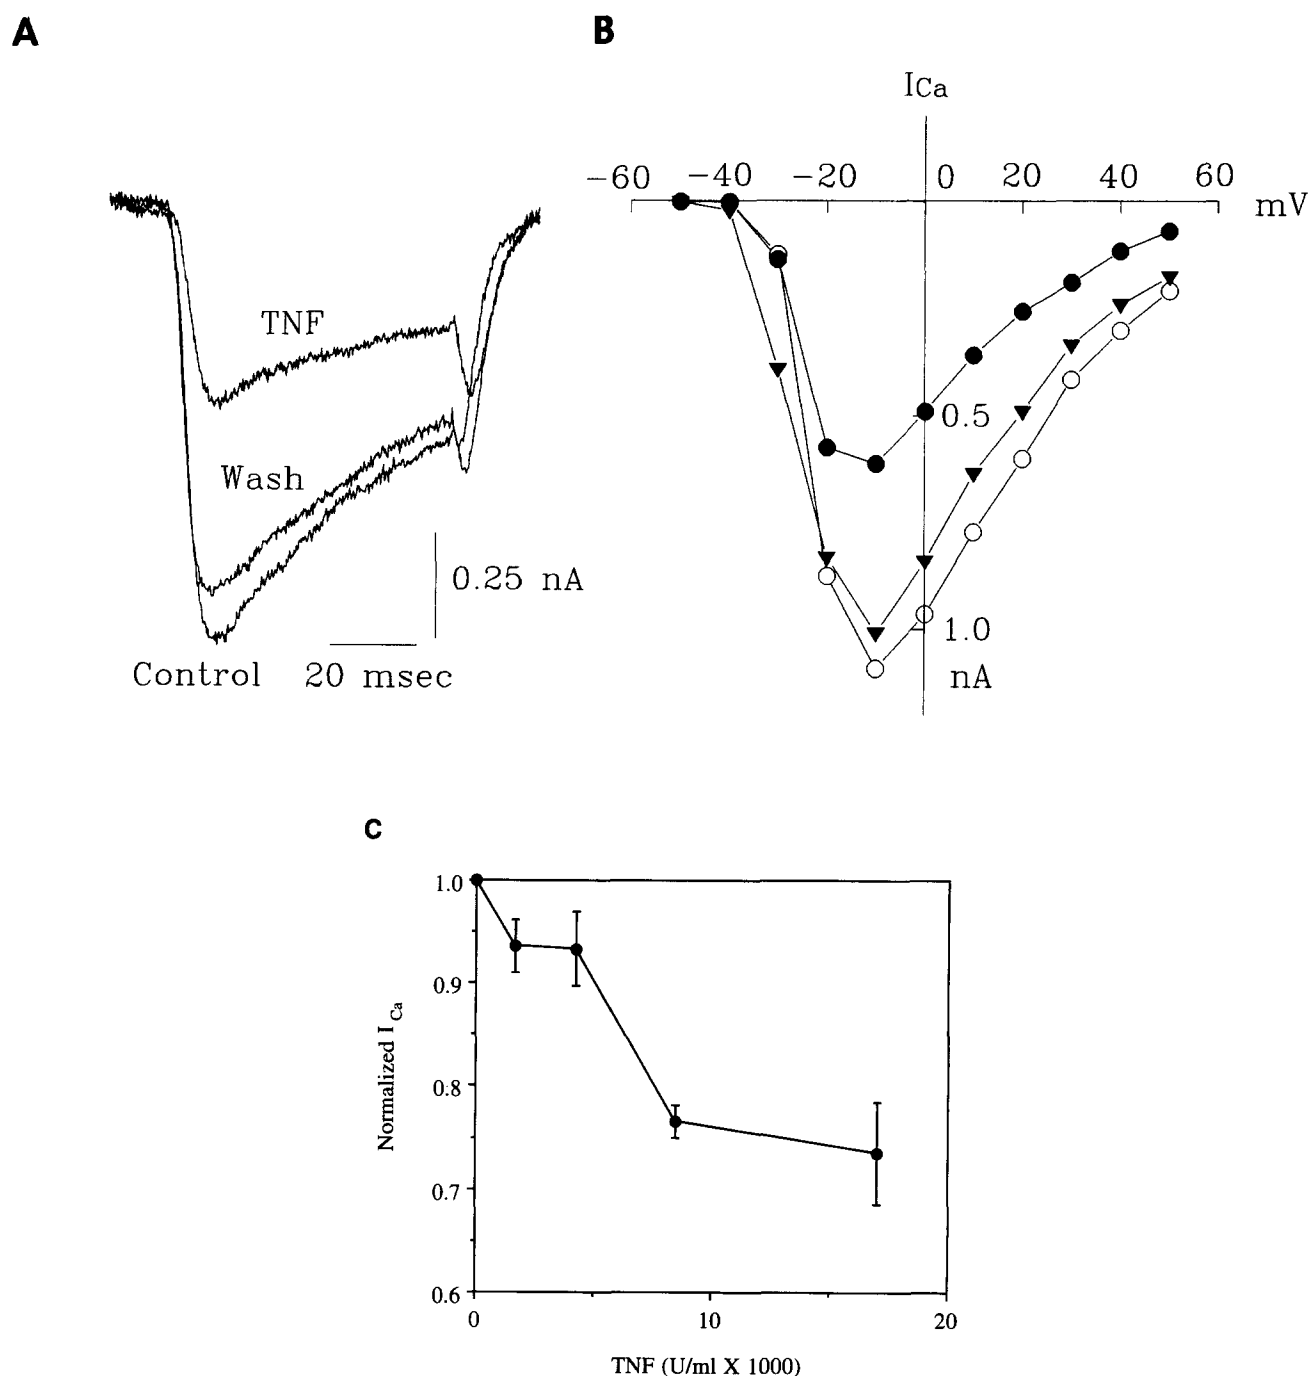 A
B
TNF
Wash
0.25 nA
Control 20 msec
ICa
−60 −40 −20 0 20 40 60
mV
0.5
1.0
nA
C
1.0
0.9
0.8
0.7
0.6
Normalized I Ca
0 10 20
TNF (U/ml X 1000)